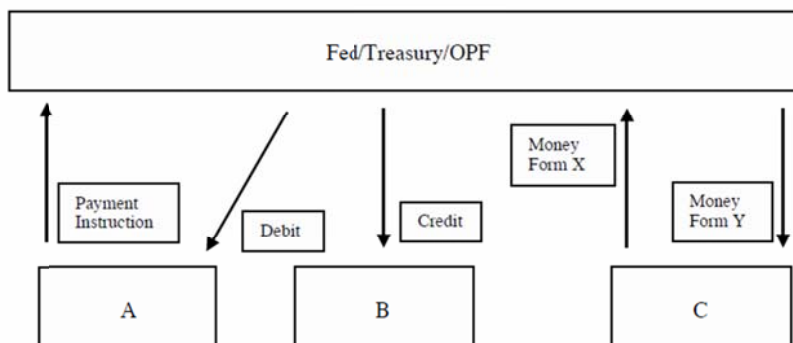 Fed/Treasury/OPF
Money
Form X
Payment
Instruction
Money
Form Y
Debit
Credit
A
B
C